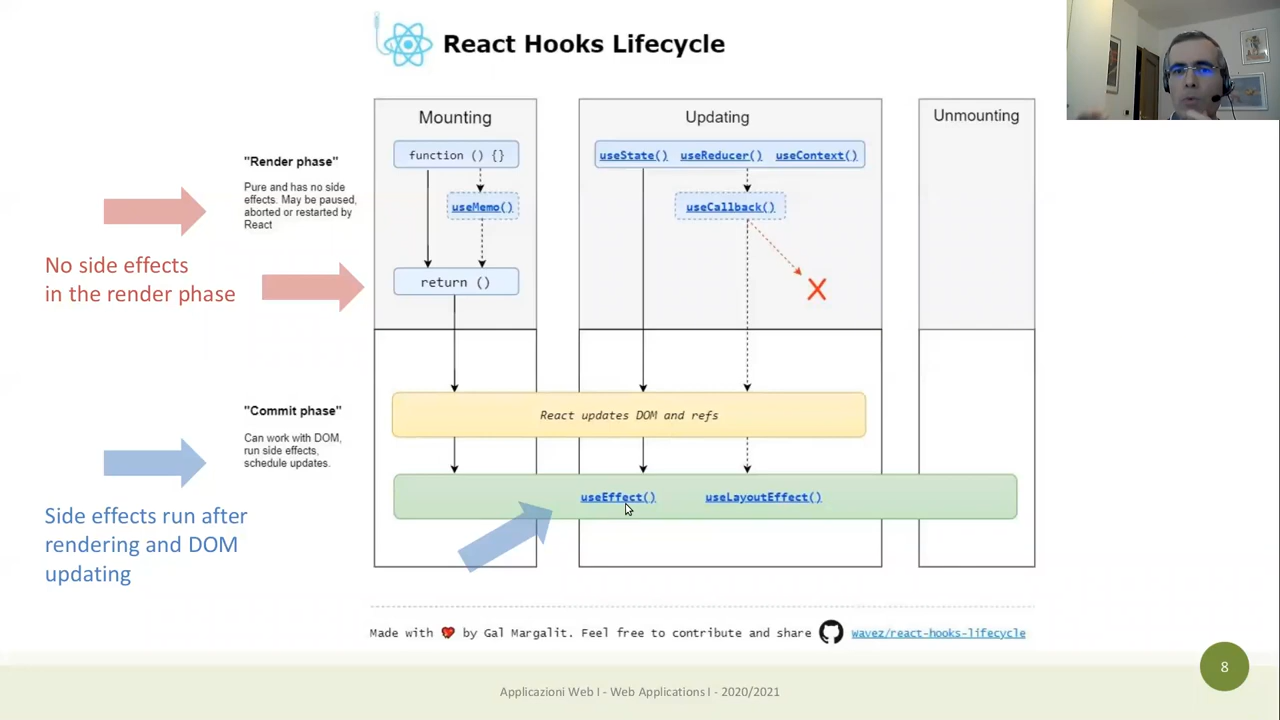 React Hooks Lifecycle
Mounting
Updating
Unmounting
"Render phase"
Pure and has no side
effects. May be paused,
aborted or restarted by
React
function () {}
useMemo()
return ()
useState()
useReducer()
useContext()
useCallback()
X
No side effects
in the render phase
"Commit phase"
Can work with DOM,
run side effects,
schedule updates.
React updates DOM and refs
useEffect()
useLayoutEffect()
Side effects run after
rendering and DOM
updating
Made with ❤ by Gal Margalit. Feel free to contribute and share
wavez/react-hooks-lifecycle
8
Applicazioni Web I - Web Applications I - 2020/2021